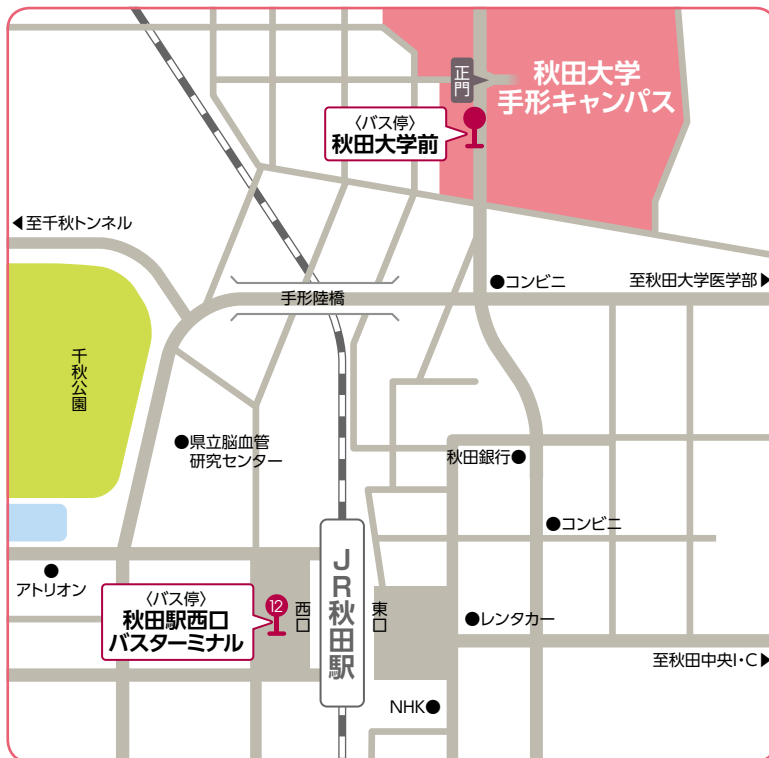 正門
秋田大学
手形キャンパス
〈バス停〉
秋田大学前
◀至千秋トンネル
コンビニ
至秋田大学医学部▶
手形陸橋
千秋公園
●県立脳血管
研究センター
秋田銀行●
●コンビニ
アトリオン
〈バス停〉
秋田駅西口
バスターミナル
12
西口
JR秋田駅
東口
●レンタカー
至秋田中央I・C▶
NHK●